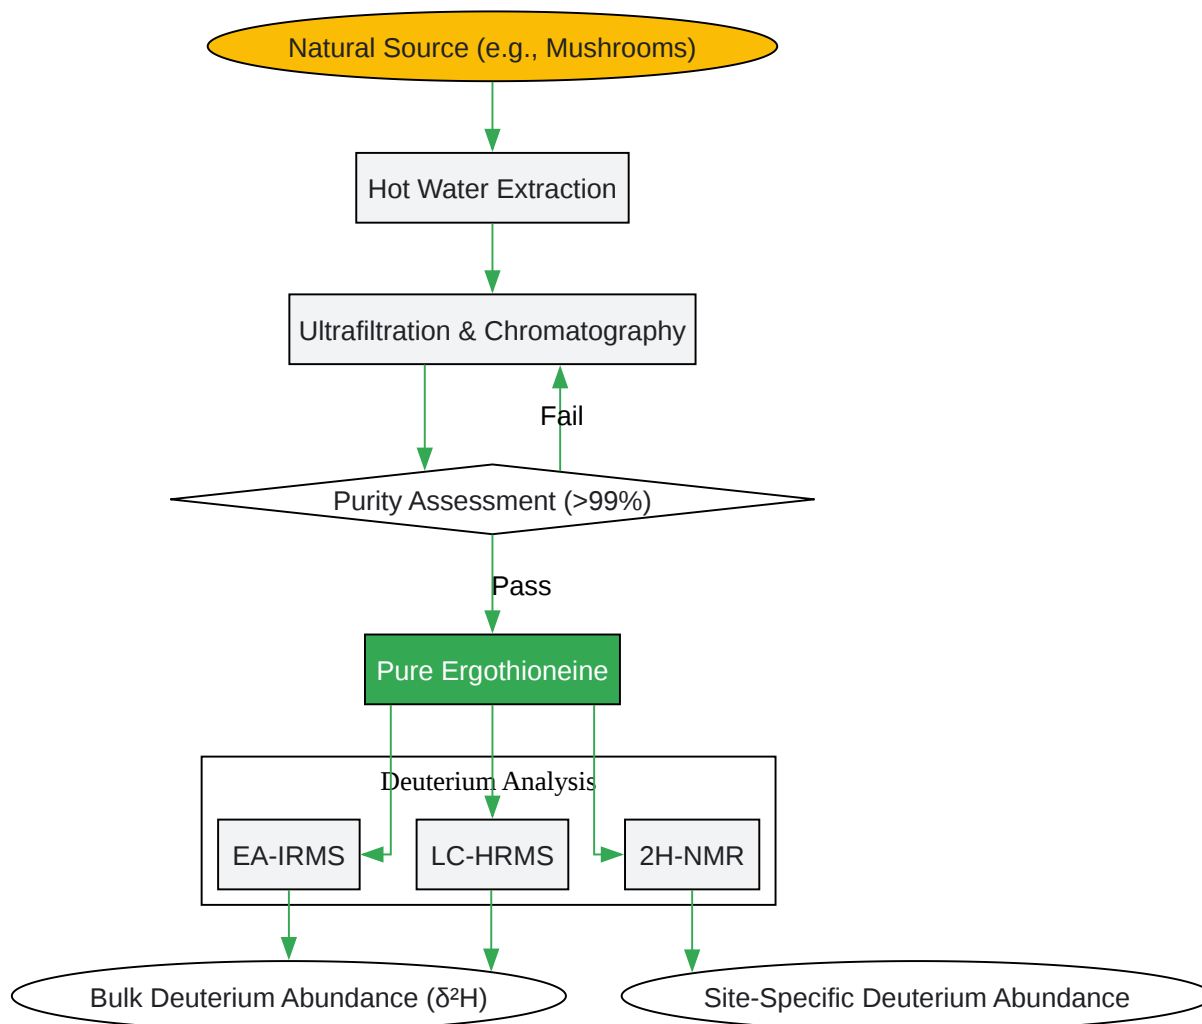 Natural Source (e.g., Mushrooms)
Hot Water Extraction
Ultrafiltration & Chromatography
Fail
Purity Assessment (>99%)
Pass
Pure Ergothioneine
Deuterium Analysis
EA-IRMS
LC-HRMS
2H-NMR
Bulk Deuterium Abundance (δ²H)
Site-Specific Deuterium Abundance